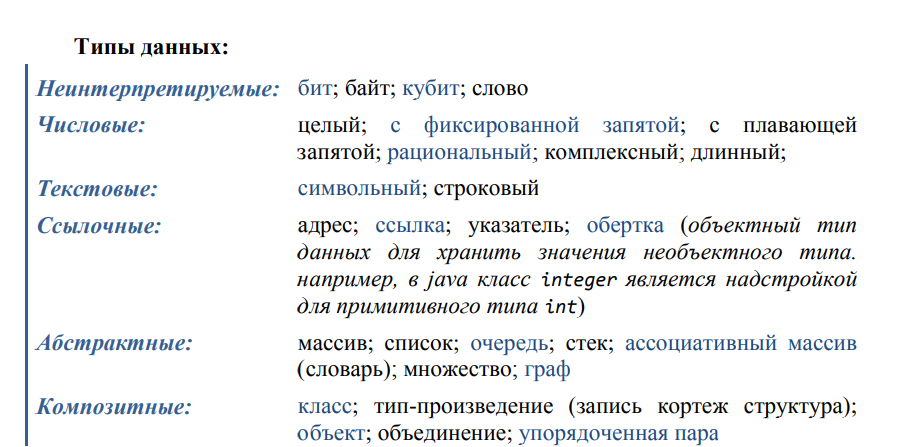 Типы данных:
Неинтерпретируемые: бит; байт; кубит; слово
Числовые: целый; с фиксированной запятой; с плавающей
запятой; рациональный; комплексный; длинный;
Текстовые: символьный; строковый
Ссылочные: адрес; ссылка; указатель; обертка (объектный тип
данных для хранить значения необъектного типа.
например, в java класс integer является надстройкой
для примитивного типа int)
Абстрактные: массив; список; очередь; стек; ассоциативный массив
(словарь); множество; граф
Композитные: класс; тип-произведение (запись кортеж структура);
объект; объединение; упорядоченная пара